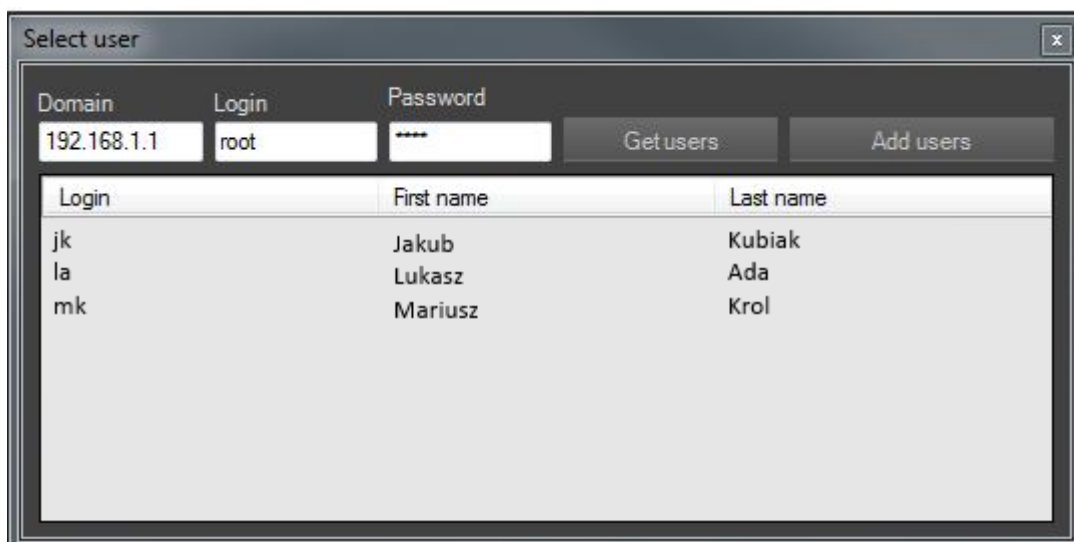 Select user x
Domain Login Password
192.168.1.1 root **** Get users Add users
Login First name Last name
jk Jakub Kubiak
la Lukasz Ada
mk Mariusz Krol